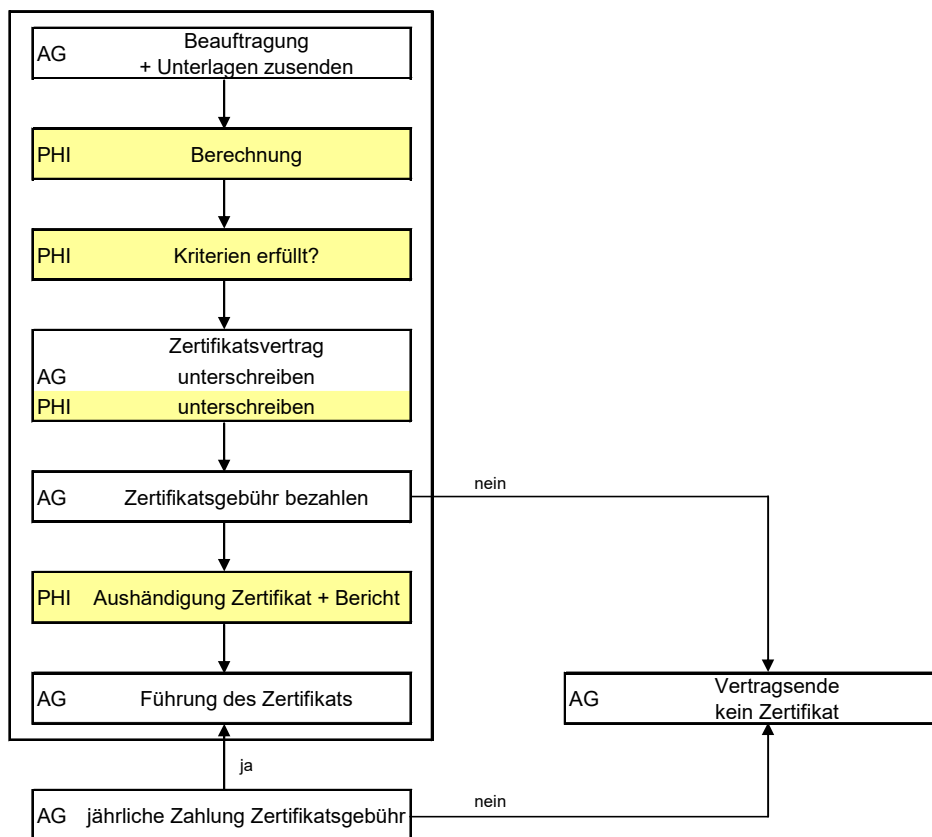 Beauftragung
AG
+ Unterlagen zusenden
PHI Berechnung
PHI Kriterien erfüllt?
Zertifikatsvertrag
AG unterschreiben
PHI unterschreiben
AG Zertifikatsgebühr bezahlen
nein
PHI Aushändigung Zertifikat + Bericht
AG Führung des Zertifikats
Vertragsende
AG
kein Zertifikat
ja
AG jährliche Zahlung Zertifikatsgebühr
nein